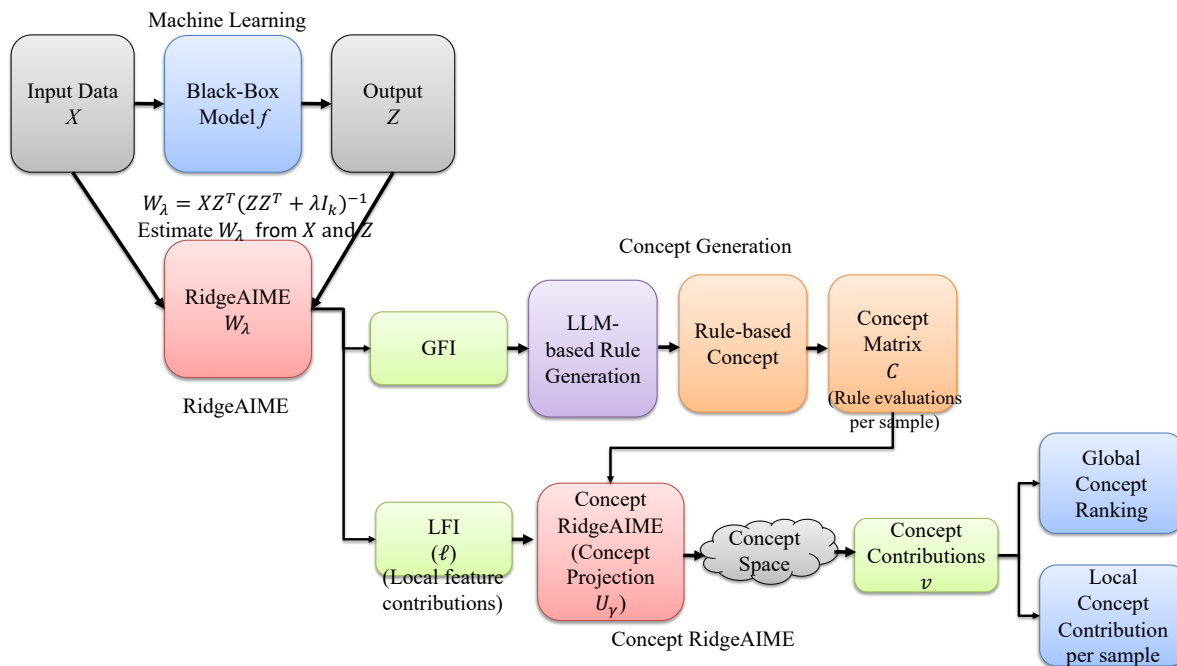 Machine Learning
Input Data
X
Black-Box
Model f
Output
Z
W_λ = XZ^T(ZZ^T + λI_k)^{-1}
Estimate W_λ from X and Z
RidgeAIME
W_λ
RidgeAIME
Concept Generation
GFI
LLM-
based Rule
Generation
Rule-based
Concept
Concept
Matrix
C
(Rule evaluations
per sample)
LFI
(ℓ)
(Local feature
contributions)
Concept
RidgeAIME
(Concept
Projection
U_γ)
Concept RidgeAIME
Concept
Space
Concept
Contributions
v
Global
Concept
Ranking
Local
Concept
Contribution
per sample